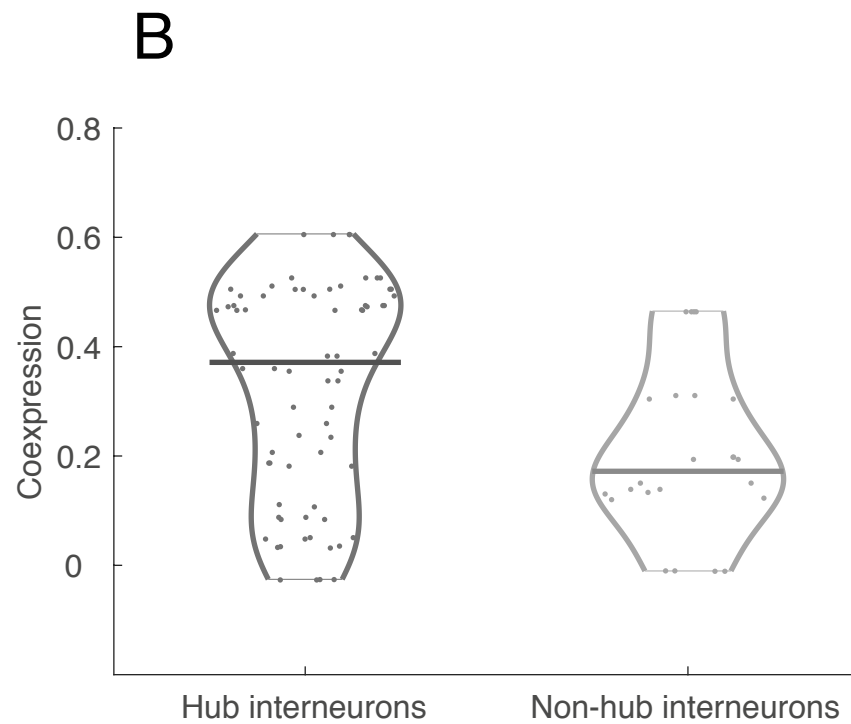 B
0.8
0.6
0.4
0.2
0
Coexpression
Hub interneurons
Non-hub interneurons